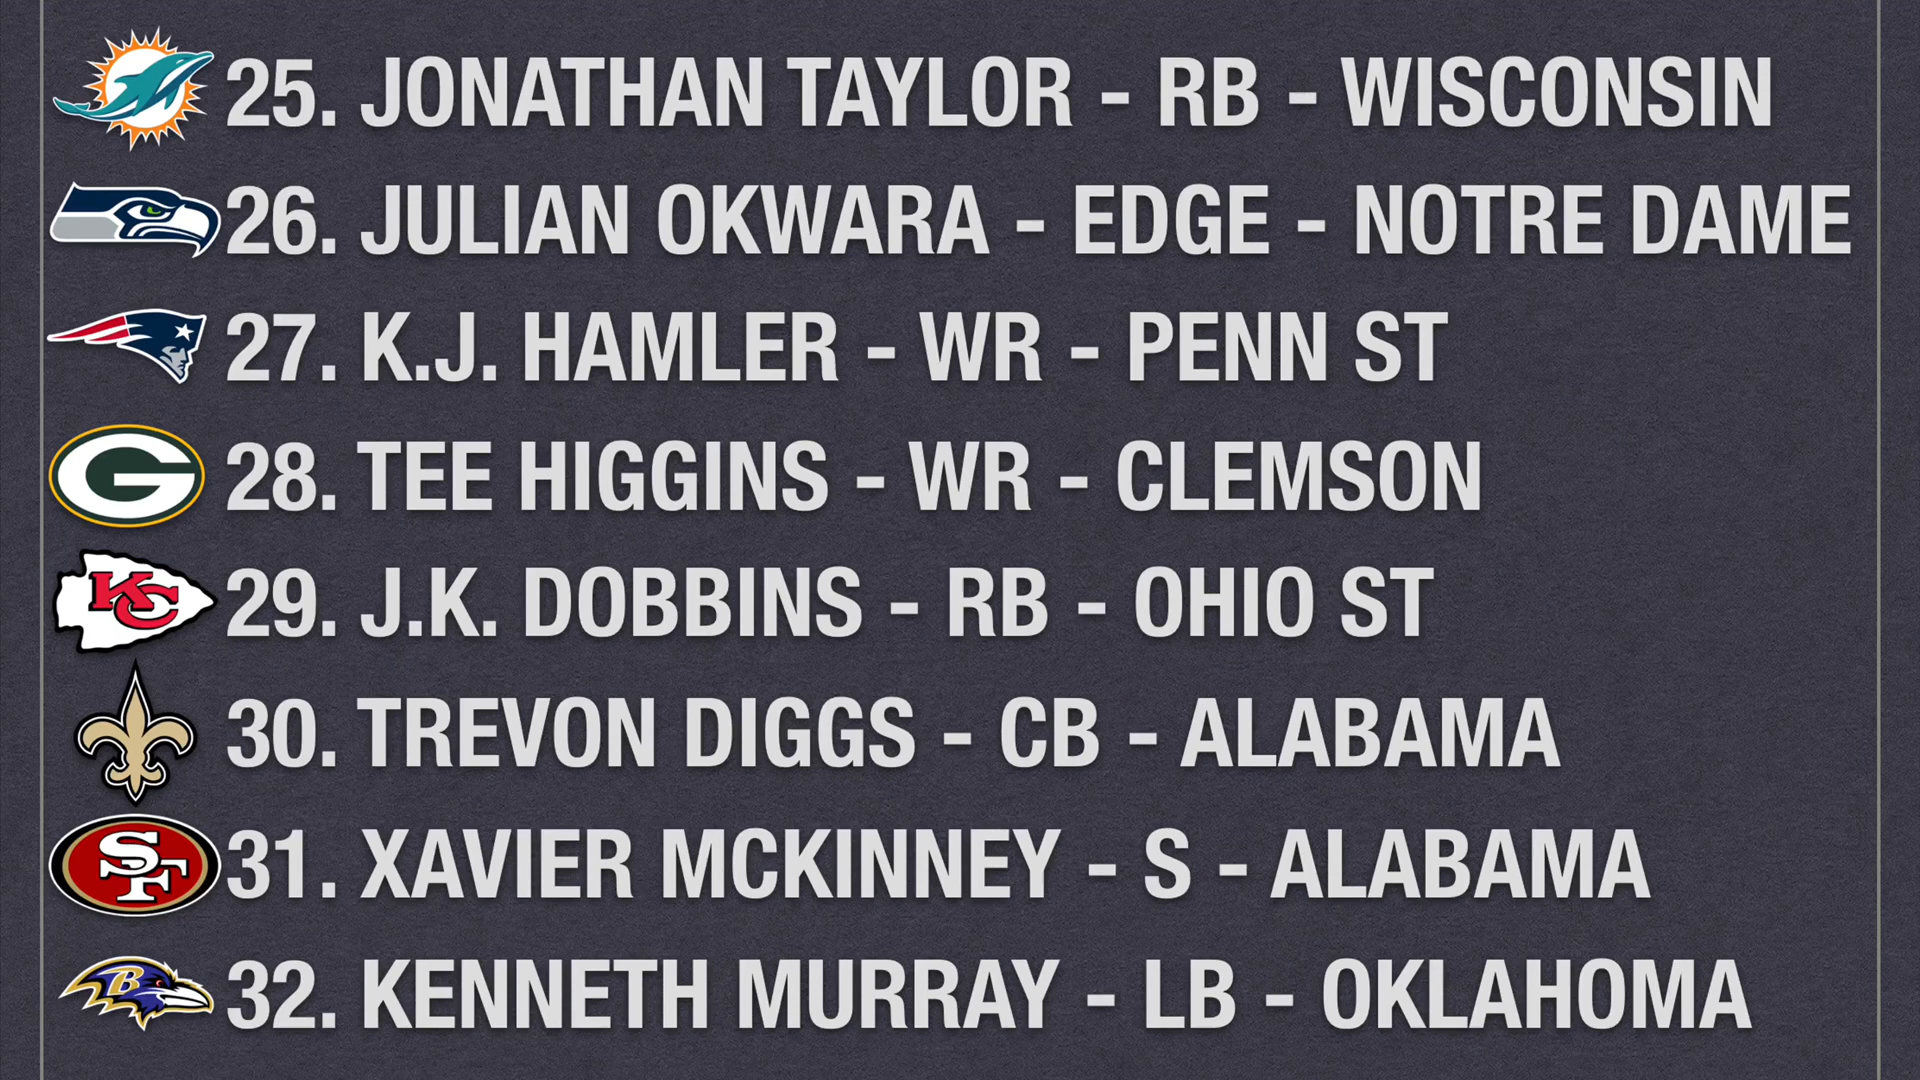 25. JONATHAN TAYLOR - RB - WISCONSIN
26. JULIAN OKWARA - EDGE - NOTRE DAME
27. K.J. HAMLER - WR - PENN ST
G 28. TEE HIGGINS - WR - CLEMSON
KC 29. J.K. DOBBINS - RB - OHIO ST
30. TREVON DIGGS - CB - ALABAMA
SF 31. XAVIER MCKINNEY - S - ALABAMA
B 32. KENNETH MURRAY - LB - OKLAHOMA